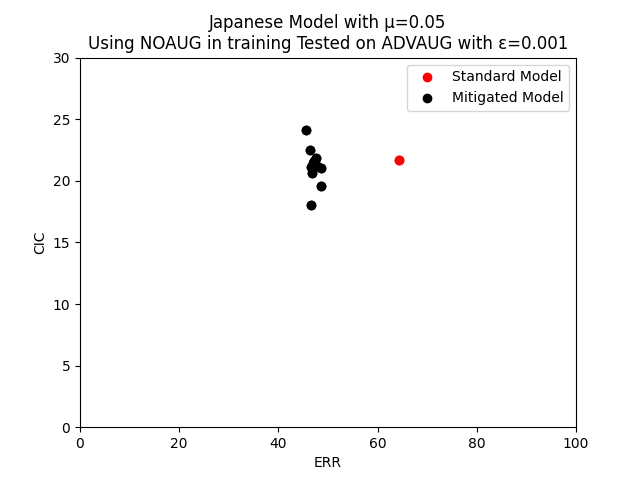 Japanese Model with μ=0.05
Using NOAUG in training Tested on ADVAUG with ε=0.001
Standard Model
Mitigated Model
30
25
20
15
10
5
0
CIC
0 20 40 60 80 100
ERR